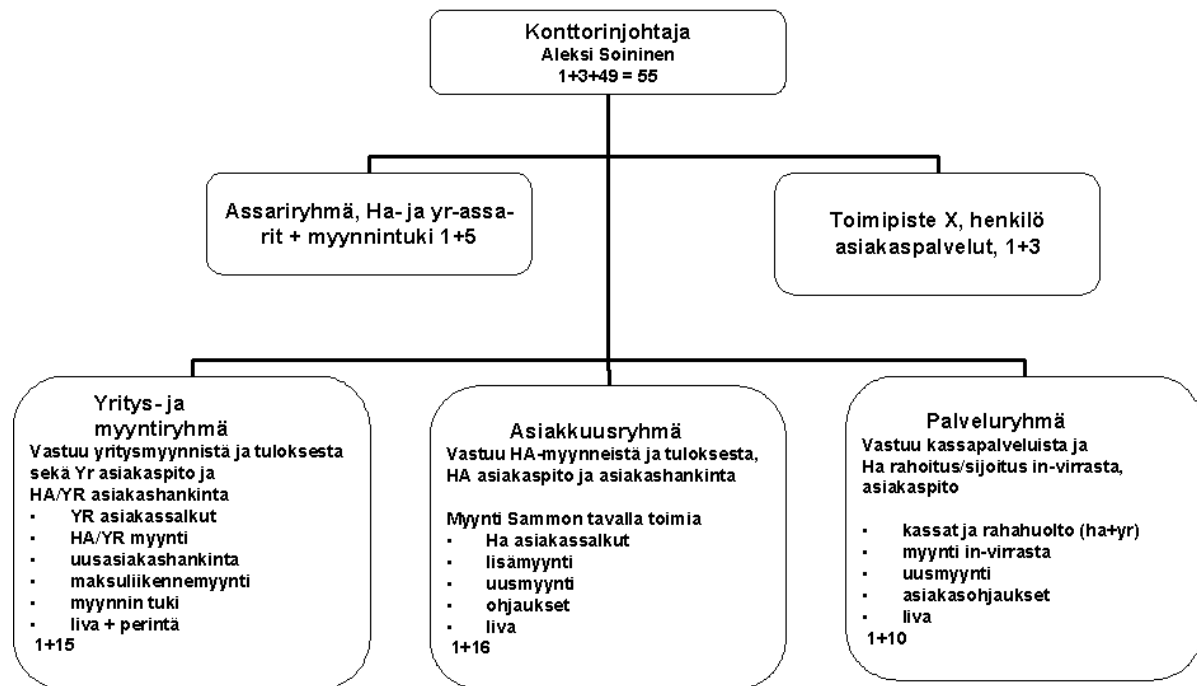 Konttorinjohtaja
Aleksi Soininen
1+3+49 = 55
Assariryhmä, Ha- ja yr-assa-
rit + myynnintuki 1+5
Toimipiste X, henkilö
asiakaspalvelut, 1+3
Yritys- ja
myyntiryhmä
Vastuu yritysmyynnistä ja tuloksesta
sekä Yr asiakaspito ja
HA/YR asiakashankinta
▪ YR asiakassalkut
▪ HA/YR myynti
▪ uusasiakashankinta
▪ maksuliikennemyynti
▪ myynnin tuki
▪ liva + perintä
1+15
Asiakkuusryhmä
Vastuu HA-myynneistä ja tuloksesta,
HA asiakaspito ja asiakashankinta
Myynti Sammon tavalla toimia
▪ Ha asiakassalkut
▪ lisämyynti
▪ uusmyynti
▪ ohjaukset
▪ liva
1+16
Palveluryhmä
Vastuu kassapalveluista ja
Ha rahoitus/sijoitus in-virrasta,
asiakaspito
▪ kassat ja rahahuolto (ha+yr)
▪ myynti in-virrasta
▪ uusmyynti
▪ asiakasohjaukset
▪ liva
1+10